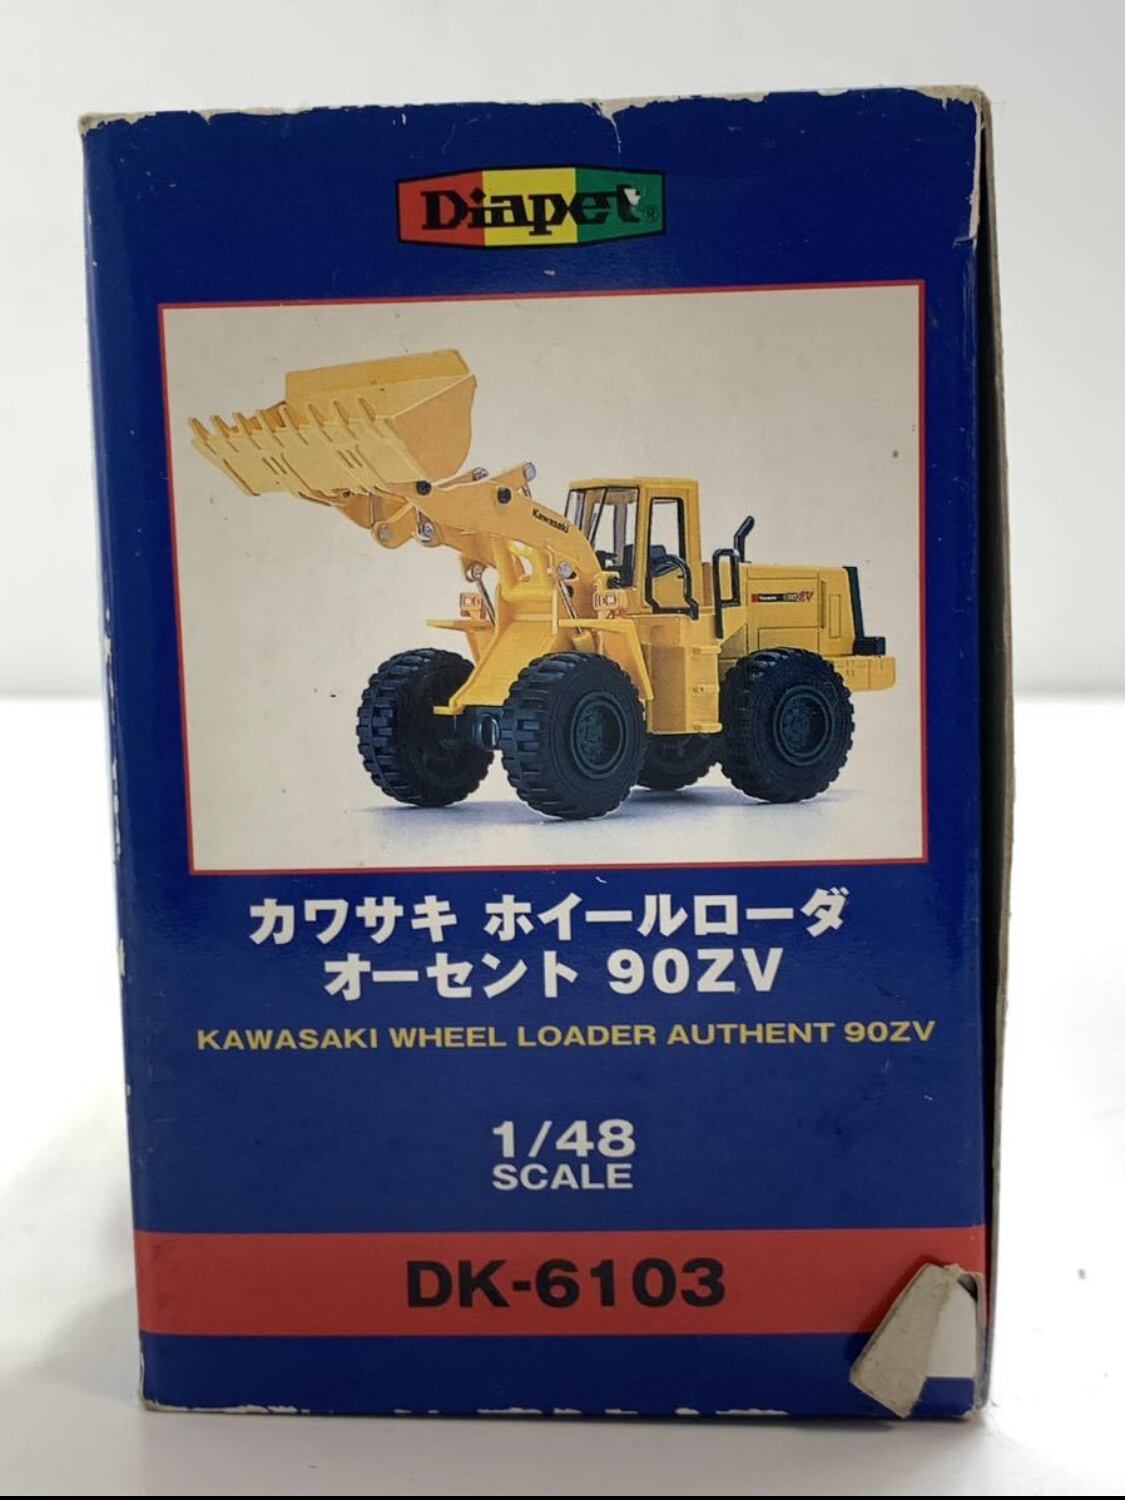 Diapet®
Kawasaki
カワサキ ホイールローダ
オーセント 90ZV
KAWASAKI WHEEL LOADER AUTHENT 90ZV
1/48
SCALE
DK-6103